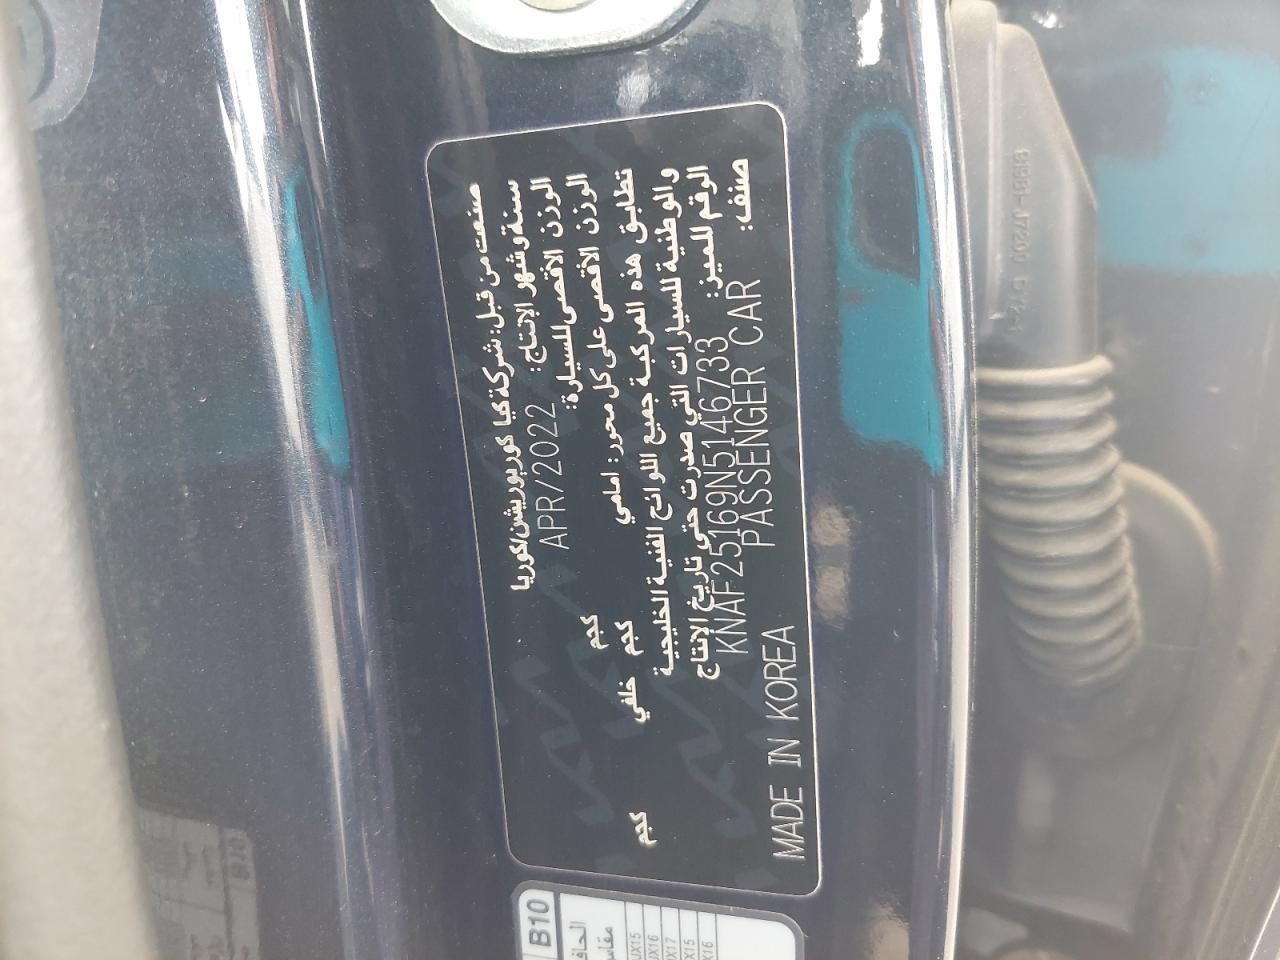 صنعت من قبل: شركة كيا كوربوريشن/كوريا
سنة وشهر الإنتاج: APR/2022
الوزن الأقصى للسيارة: كجم
الوزن الأقصى على كل محور: امامي كجم خلفي كجم
تطابق هذه المركبة جميع اللوائح الفنية الخليجية
والوطنية للسيارات التي صدرت حتى تاريخ الإنتاج
الرقم المميز: KNAF25169N5146733
صنف: PASSENGER CAR
MADE IN KOREA
B10